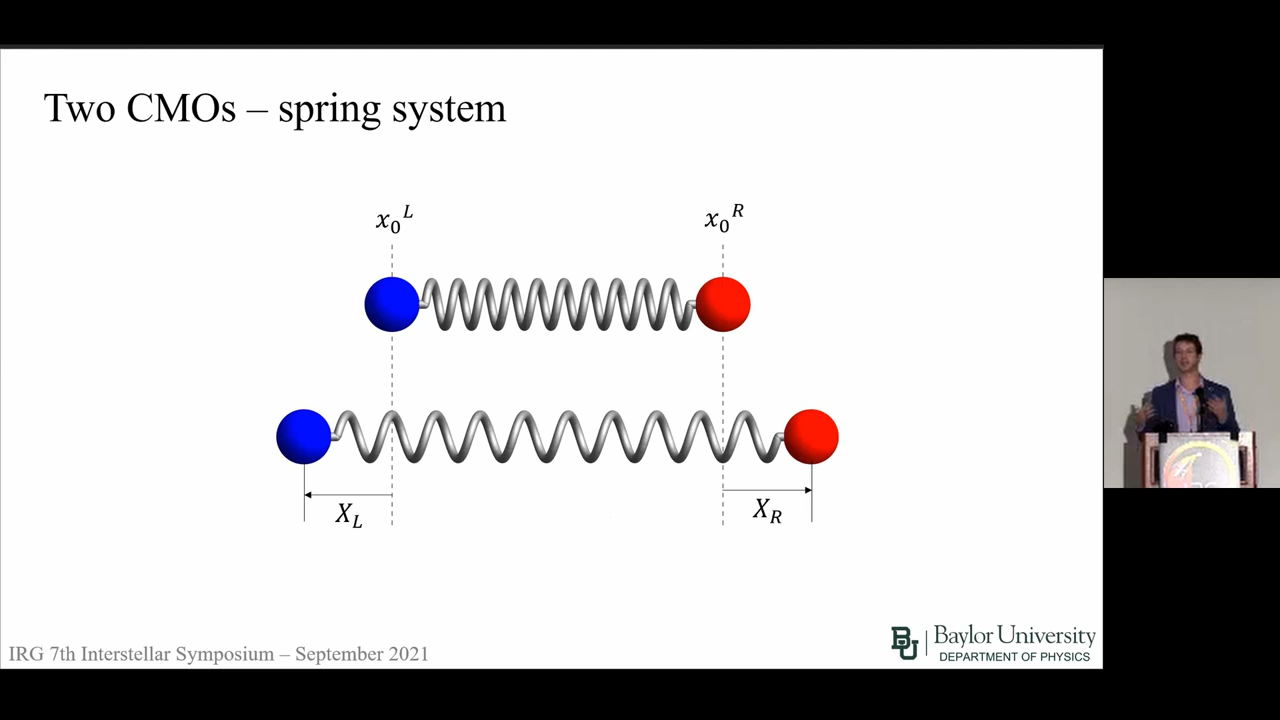 Two CMOs – spring system
x₀ᴸ
x₀ᴿ
X_L
X_R
IRG 7th Interstellar Symposium – September 2021
BU
Baylor University
DEPARTMENT OF PHYSICS